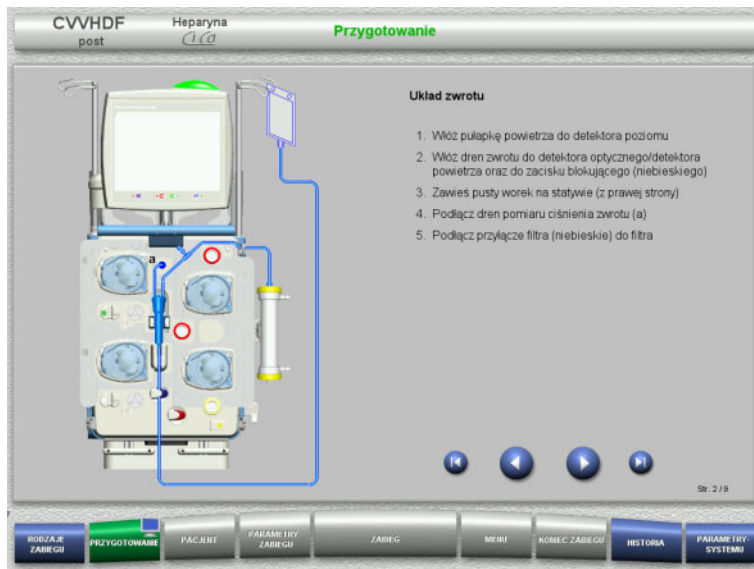 CVVHDF
post
Heparyna
CiCa
Przygotowanie
Układ zwrotu
1. Włóż pułapkę powietrza do detektora poziomu
2. Włóż dren zwrotu do detektora optycznego/detektora
powietrza oraz do zacisku blokującego (niebieskiego)
3. Zawieś pusty worek na statywie (z prawej strony)
4. Podłącz dren pomiaru ciśnienia zwrotu (a)
5. Podłącz przyłącze filtra (niebieskie) do filtra
a
Str. 2 / 9
RODZAJE
ZABIEGU
PRZYGOTOWANIE
PACJENT
PARAMETRY
ZABIEGU
ZABIEG
MENU
KONIEC ZABIEGU
HISTORIA
PARAMETRY-
SYSTEMU